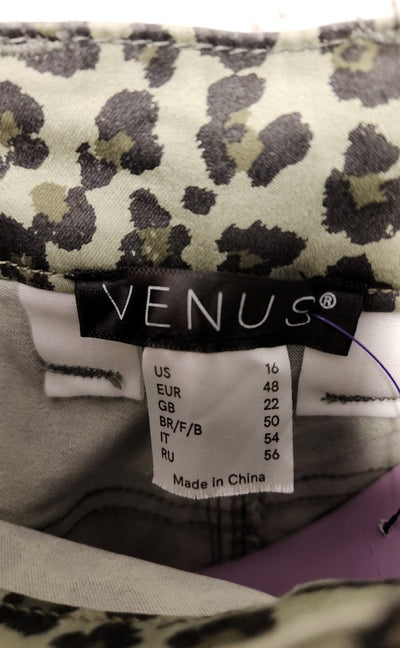 VENUS®
US 16
EUR 48
GB 22
BR/F/B 50
IT 54
RU 56
Made in China